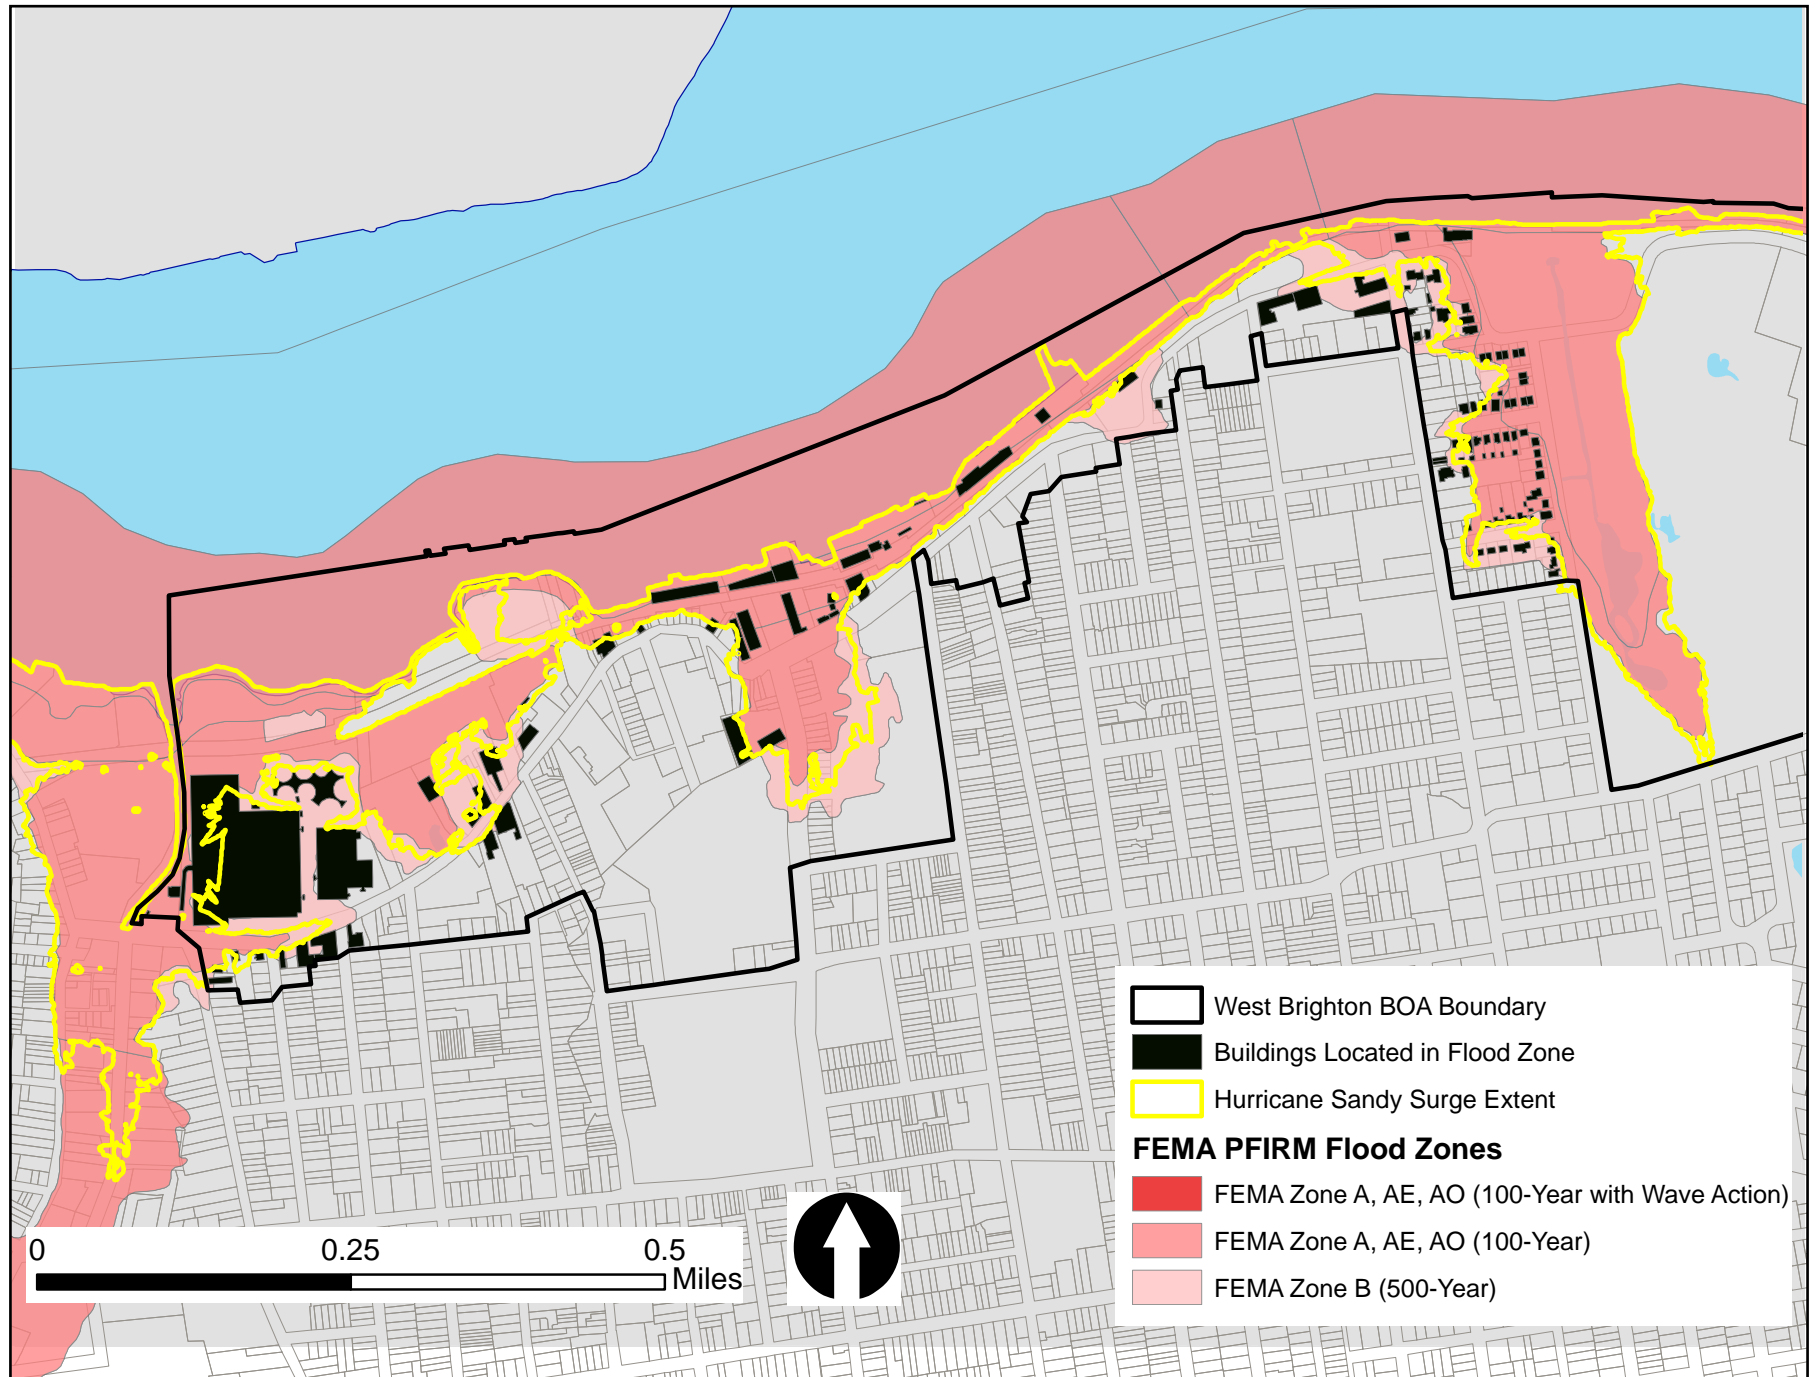 West Brighton BOA Boundary
Buildings Located in Flood Zone
Hurricane Sandy Surge Extent
FEMA PFIRM Flood Zones
FEMA Zone A, AE, AO (100-Year with Wave Action)
FEMA Zone A, AE, AO (100-Year)
FEMA Zone B (500-Year)
0 0.25 0.5
Miles